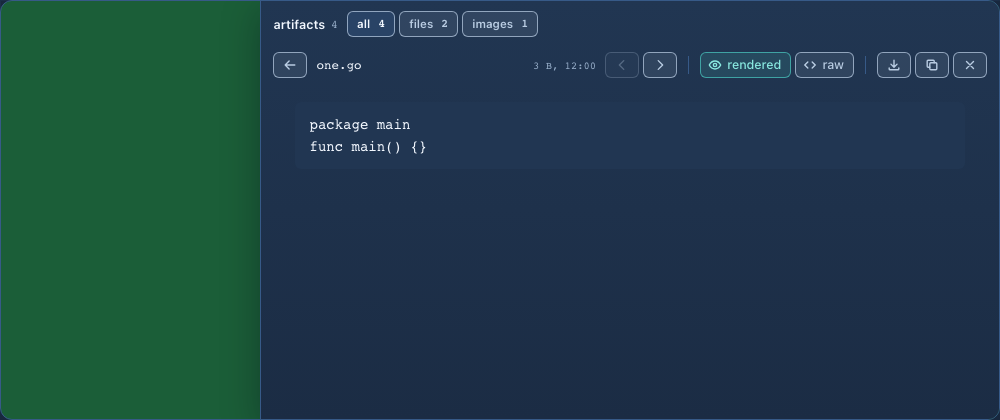 artifacts 4 all 4 files 2 images 1
one.go 3 B, 12:00 rendered raw
package main
func main() {}